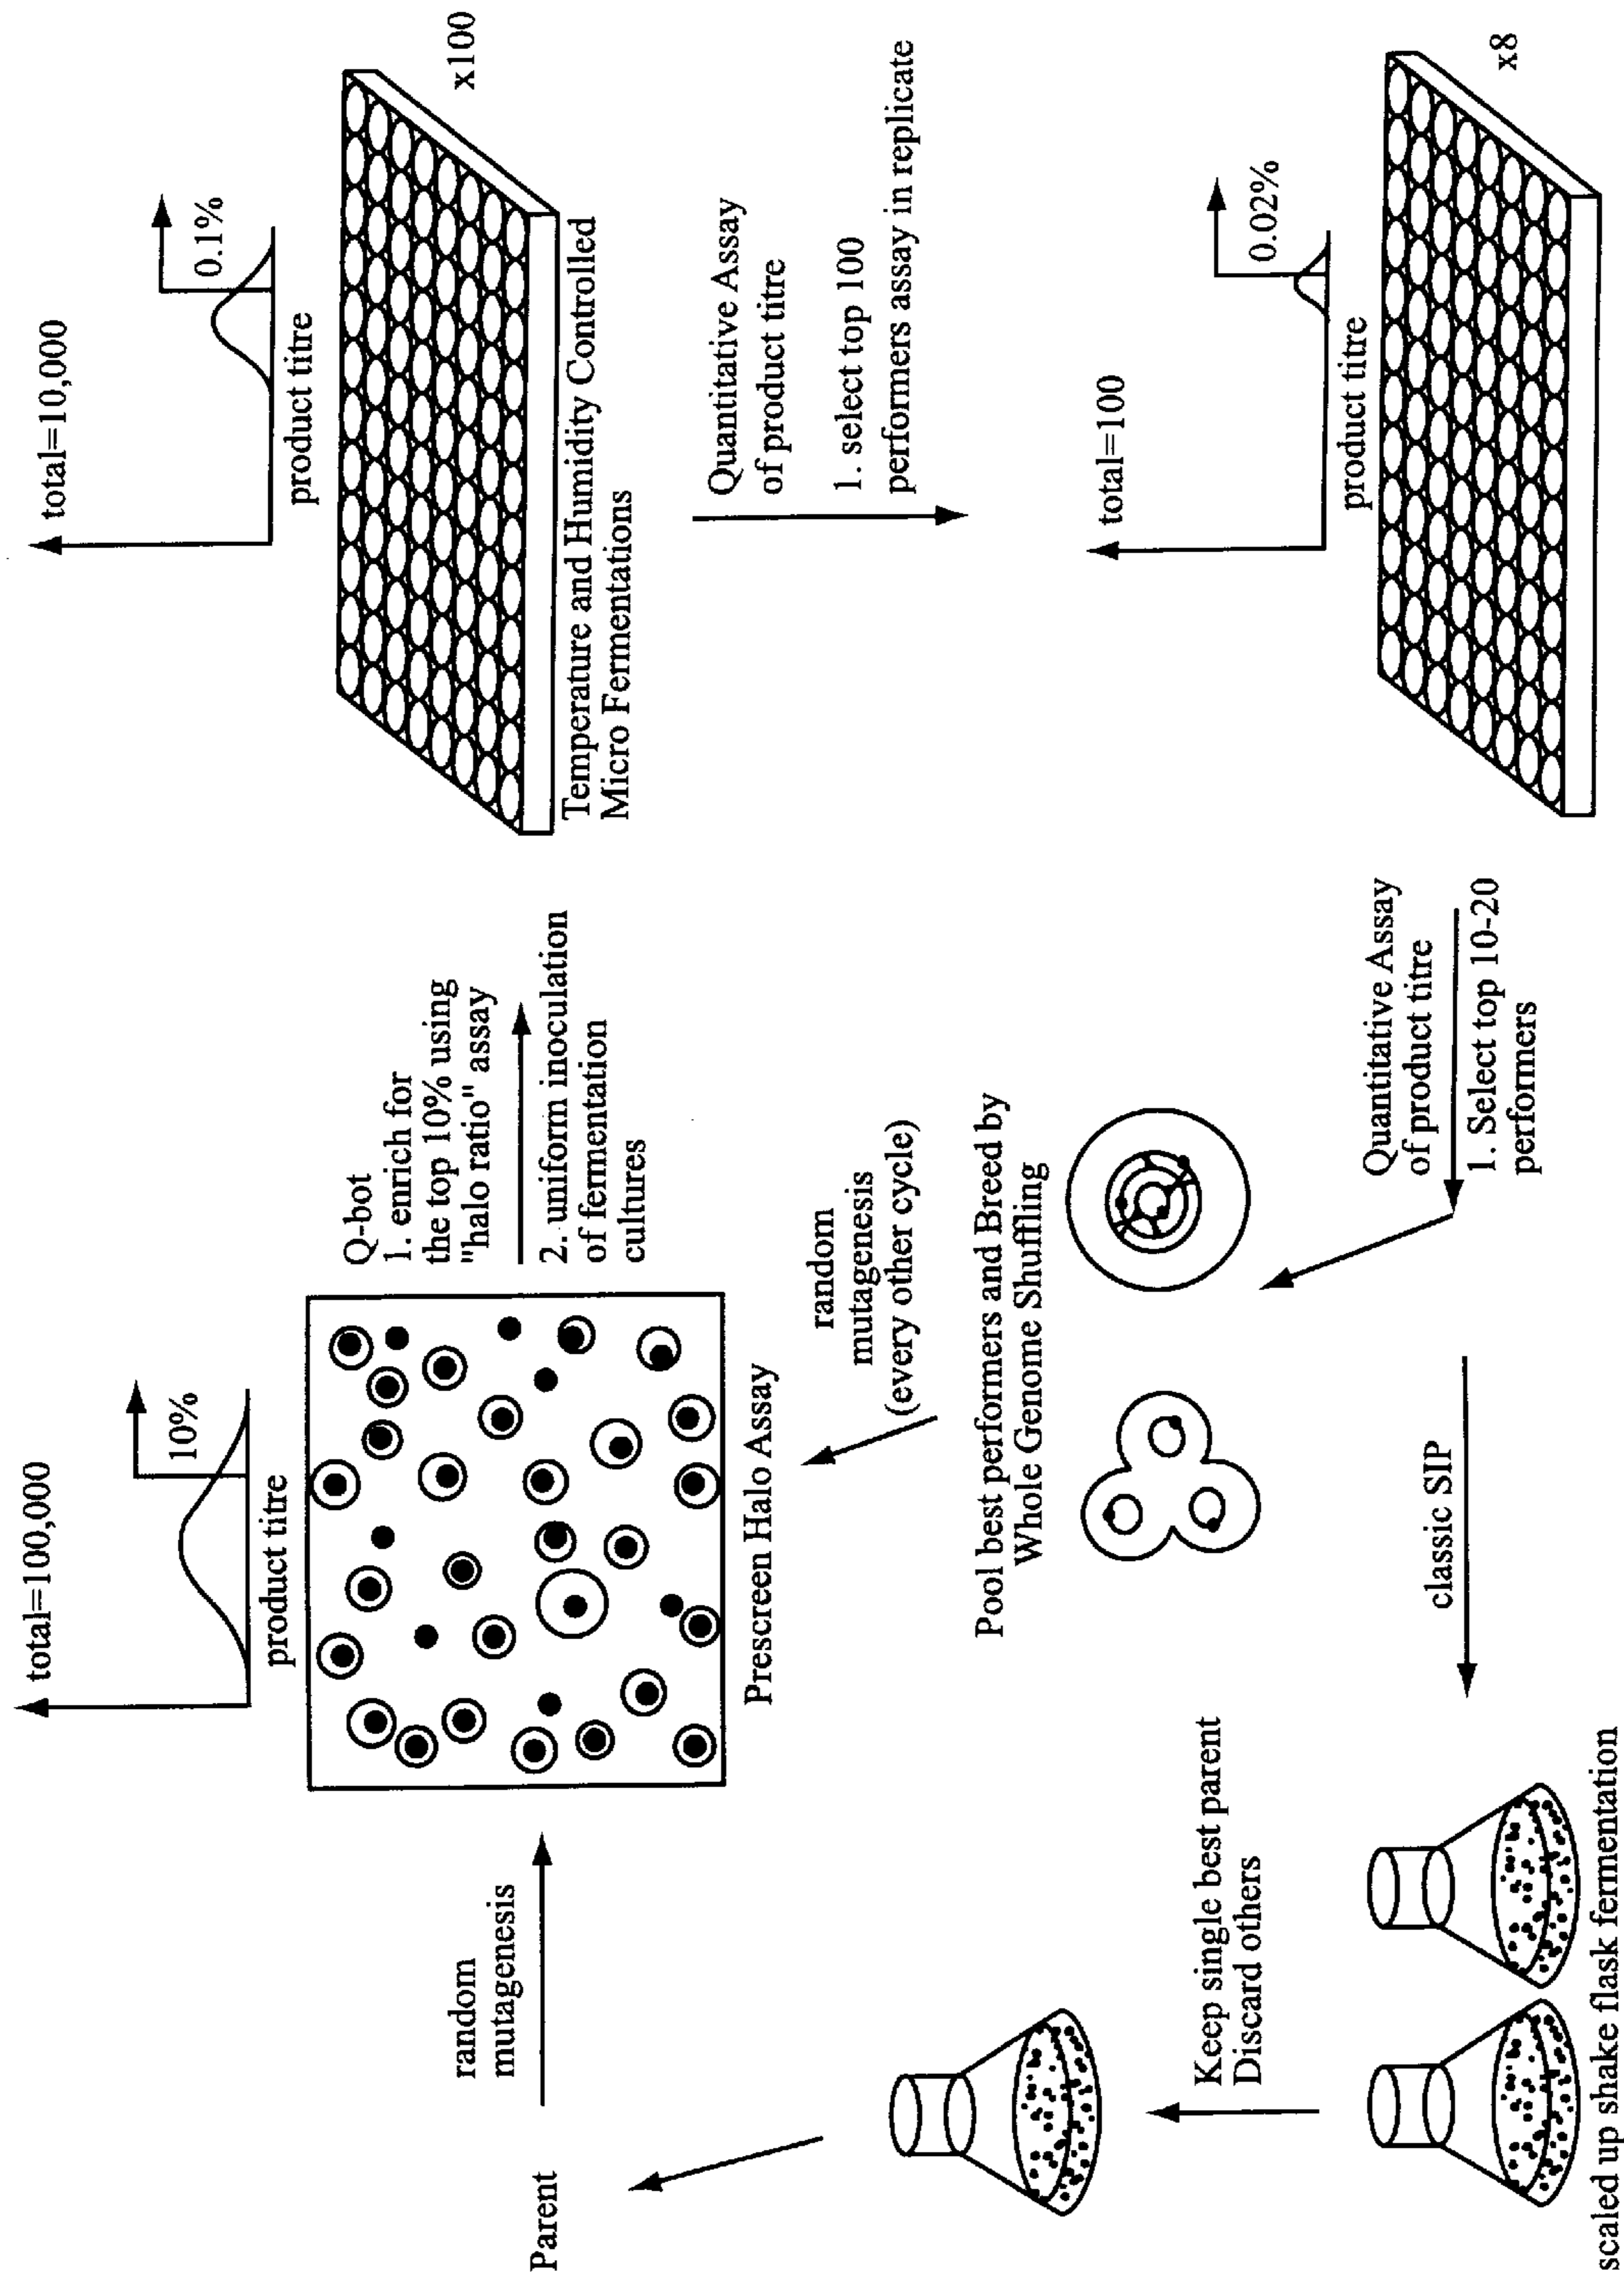 total=100,000
10%
product titre
Prescreen Halo Assay
Parent
random
mutagenesis
Q-bot
1. enrich for
the top 10% using
"halo ratio" assay
2. uniform inoculation
of fermentation
cultures
total=10,000
0.1%
product titre
x100
Temperature and Humidity Controlled
Micro Fermentations
Quantitative Assay
of product titre
1. select top 100
performers assay in replicate
total=100
0.02%
product titre
x8
Quantitative Assay
of product titre
1. Select top 10-20
performers
random
mutagenesis
(every other cycle)
Pool best performers and Breed by
Whole Genome Shuffling
classic SIP
Keep single best parent
Discard others
scaled up shake flask fermentation